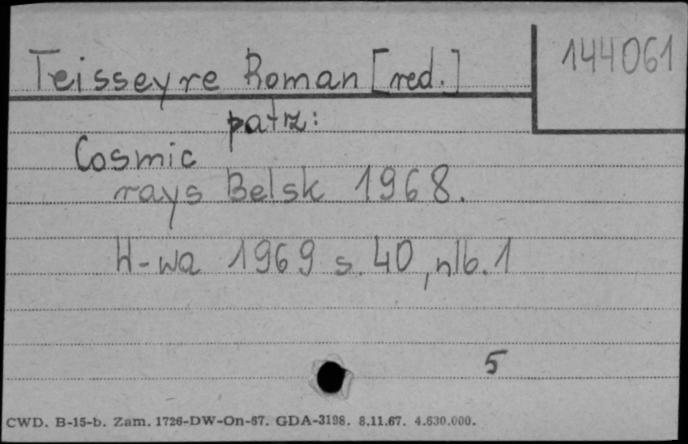 Teisseyre Roman [red.]
144061
patrz:
Cosmic
rays Belsk 1968.
W-wa 1969 s. 40, nlb. 1
5
CWD. B-15-b. Zam. 1726-DW-On-67. GDA-3198. 8.11.67. 4.630.000.